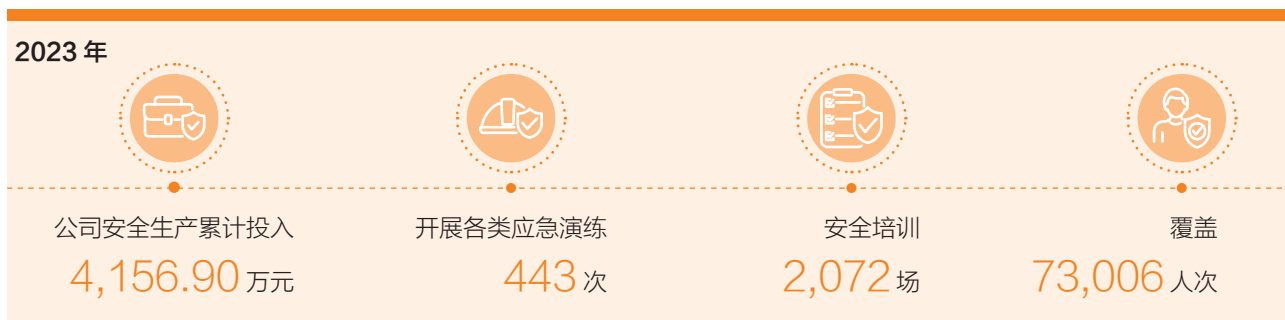 2023 年
公司安全生产累计投入
4,156.90 万元
开展各类应急演练
443 次
安全培训
2,072 场
覆盖
73,006 人次